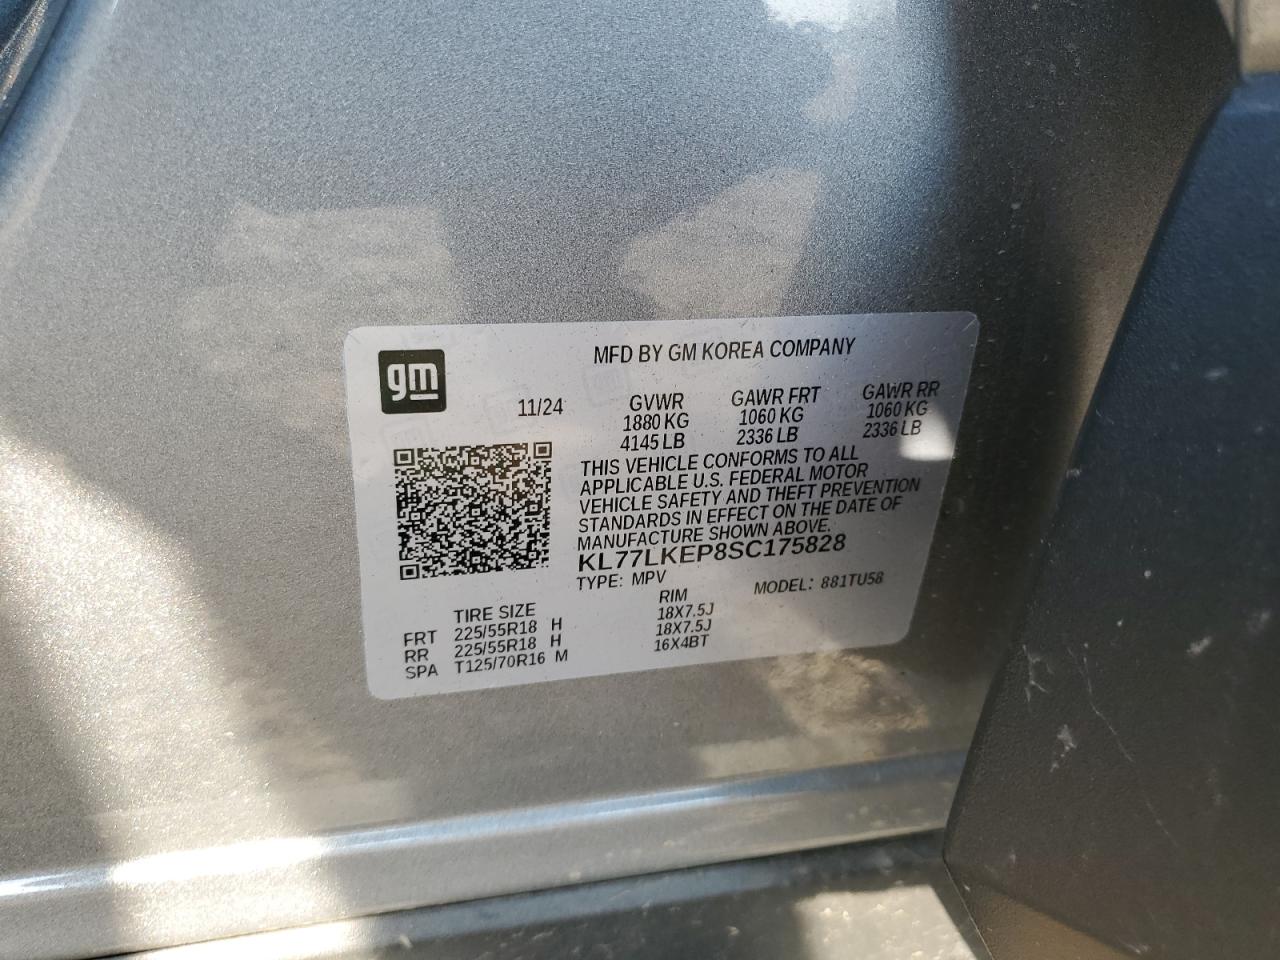 gm
MFD BY GM KOREA COMPANY
11/24
GVWR GAWR FRT GAWR RR
1880 KG 1060 KG 1060 KG
4145 LB 2336 LB 2336 LB
THIS VEHICLE CONFORMS TO ALL
APPLICABLE U.S. FEDERAL MOTOR
VEHICLE SAFETY AND THEFT PREVENTION
STANDARDS IN EFFECT ON THE DATE OF
MANUFACTURE SHOWN ABOVE.
KL77LKEP8SC175828
TYPE: MPV MODEL: 881TU58
TIRE SIZE RIM
FRT 225/55R18 H 18X7.5J
RR 225/55R18 H 18X7.5J
SPA T125/70R16 M 16X4BT